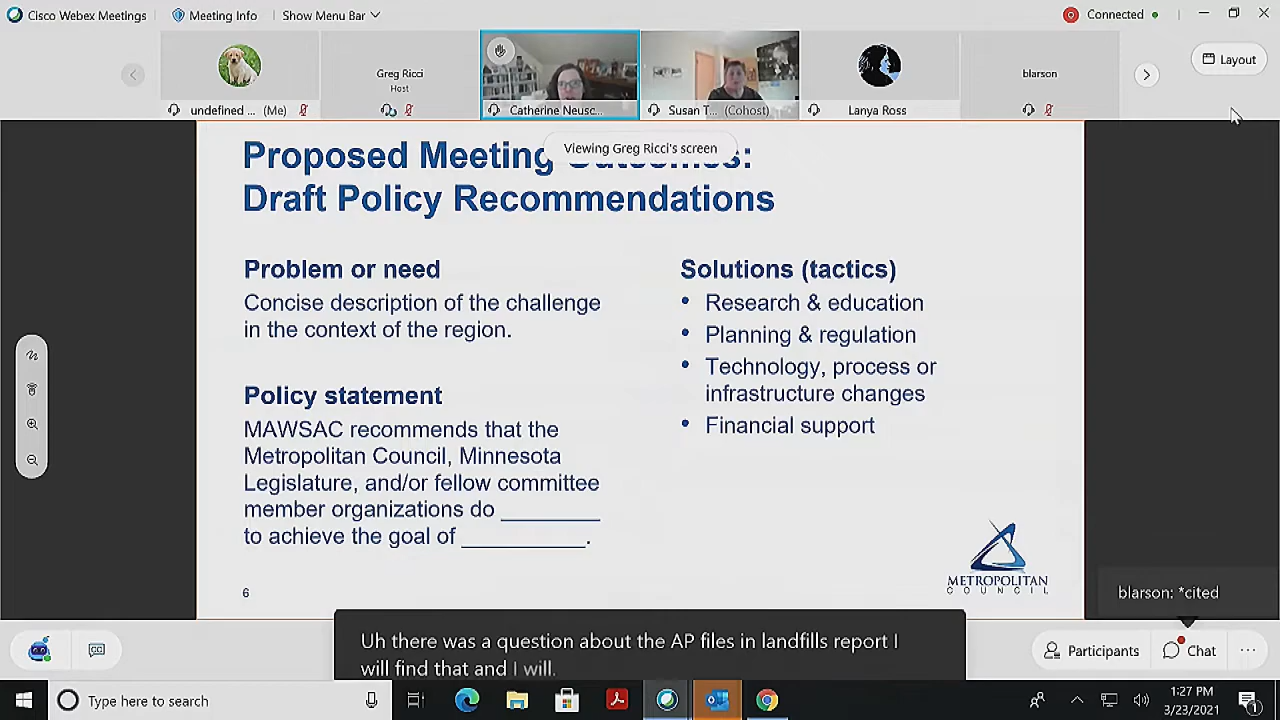 Cisco Webex Meetings
Meeting Info
Show Menu Bar
Connected
Greg Ricci
Host
undefined ... (Me)
Catherine Neusc...
Susan T... (Cohost)
Lanya Ross
blarson
Layout
Viewing Greg Ricci's screen
Proposed Meeting Outcomes:
Draft Policy Recommendations
Problem or need
Concise description of the challenge
in the context of the region.
Policy statement
MAWSAC recommends that the
Metropolitan Council, Minnesota
Legislature, and/or fellow committee
member organizations do ________
to achieve the goal of __________.
Solutions (tactics)
• Research & education
• Planning & regulation
• Technology, process or
infrastructure changes
• Financial support
METROPOLITAN
COUNCIL
6
blarson: *cited
Uh there was a question about the AP files in landfills report I
will find that and I will.
CC
Participants
Chat
Type here to search
1:27 PM
3/23/2021
1